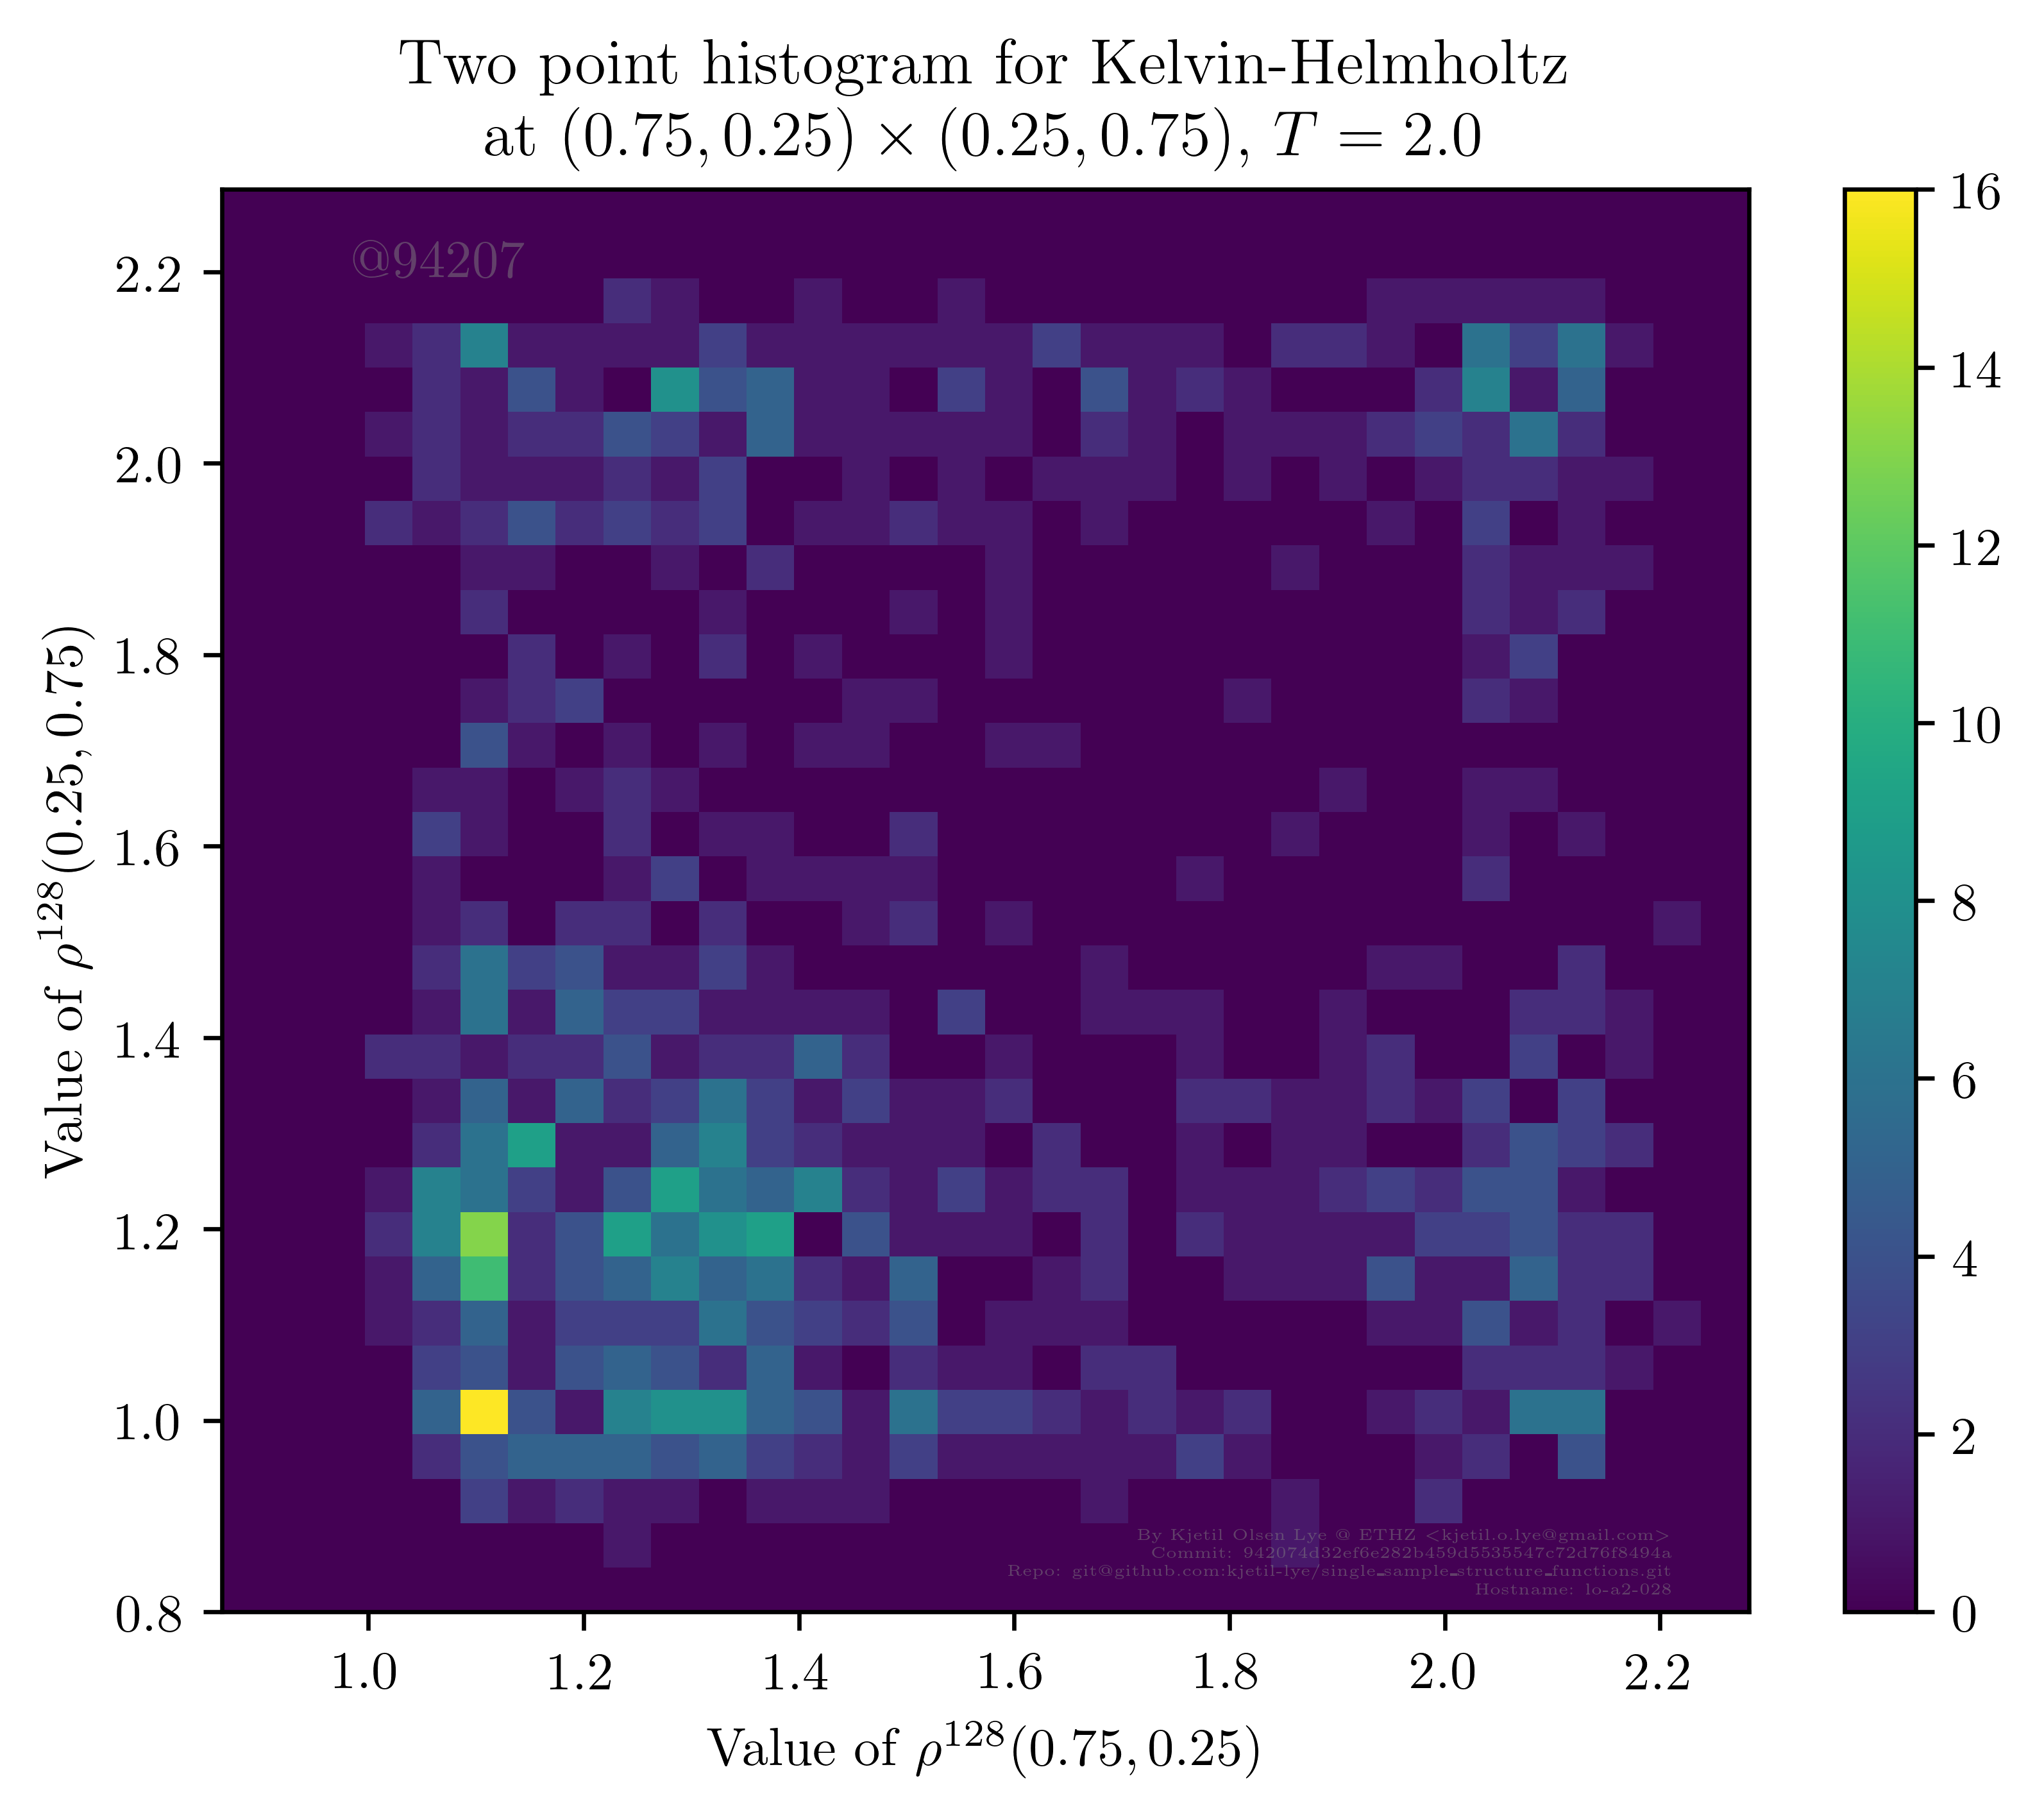 Two point histogram for Kelvin-Helmholtz
at (0.75, 0.25) × (0.25, 0.75), T = 2.0
@94207
2.2
2.0
1.8
1.6
1.4
1.2
1.0
0.8
Value of ρ¹²⁸(0.25, 0.75)
16
14
12
10
8
6
4
2
0
By Kjetil Olsen Lye @ ETHZ <kjetil.o.lye@gmail.com>
Commit: 942074d32ef6e282b459d5535547c72d76f8494a
Repo: git@github.com:kjetil-lye/single_sample_structure_functions.git
Hostname: lo-a2-028
1.0 1.2 1.4 1.6 1.8 2.0 2.2
Value of ρ¹²⁸(0.75, 0.25)